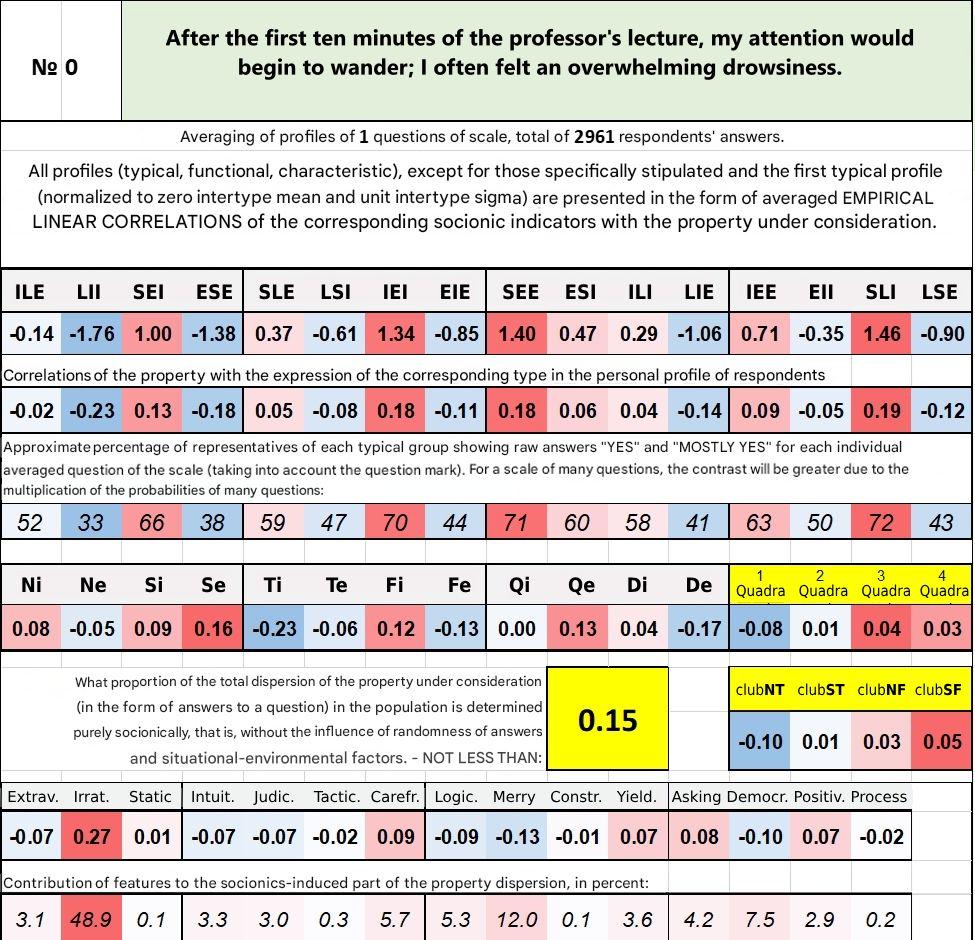 № 0
After the first ten minutes of the professor's lecture, my attention would
begin to wander; I often felt an overwhelming drowsiness.
Averaging of profiles of 1 questions of scale, total of 2961 respondents' answers.
All profiles (typical, functional, characteristic), except for those specifically stipulated and the first typical profile
(normalized to zero intertype mean and unit intertype sigma) are presented in the form of averaged EMPIRICAL
LINEAR CORRELATIONS of the corresponding socionic indicators with the property under consideration.
ILE LII SEI ESE SLE LSI IEI EIE SEE ESI ILI LIE IEE EII SLI LSE
-0.14 -1.76 1.00 -1.38 0.37 -0.61 1.34 -0.85 1.40 0.47 0.29 -1.06 0.71 -0.35 1.46 -0.90
Correlations of the property with the expression of the corresponding type in the personal profile of respondents
-0.02 -0.23 0.13 -0.18 0.05 -0.08 0.18 -0.11 0.18 0.06 0.04 -0.14 0.09 -0.05 0.19 -0.12
Approximate percentage of representatives of each typical group showing raw answers "YES" and "MOSTLY YES" for each individual
averaged question of the scale (taking into account the question mark). For a scale of many questions, the contrast will be greater due to the
multiplication of the probabilities of many questions:
52 33 66 38 59 47 70 44 71 60 58 41 63 50 72 43
Ni Ne Si Se Ti Te Fi Fe Qi Qe Di De 1 Quadra 2 Quadra 3 Quadra 4 Quadra
0.08 -0.05 0.09 0.16 -0.23 -0.06 0.12 -0.13 0.00 0.13 0.04 -0.17 -0.08 0.01 0.04 0.03
What proportion of the total dispersion of the property under consideration
(in the form of answers to a question) in the population is determined
purely socionically, that is, without the influence of randomness of answers
and situational-environmental factors. - NOT LESS THAN:
0.15
clubNT clubST clubNF clubSF
-0.10 0.01 0.03 0.05
Extrav. Irrat. Static Intuit. Judic. Tactic. Carefr. Logic. Merry Constr. Yield. Asking Democr. Positiv. Process
-0.07 0.27 0.01 -0.07 -0.07 -0.02 0.09 -0.09 -0.13 -0.01 0.07 0.08 -0.10 0.07 -0.02
Contribution of features to the socionics-induced part of the property dispersion, in percent:
3.1 48.9 0.1 3.3 3.0 0.3 5.7 5.3 12.0 0.1 3.6 4.2 7.5 2.9 0.2